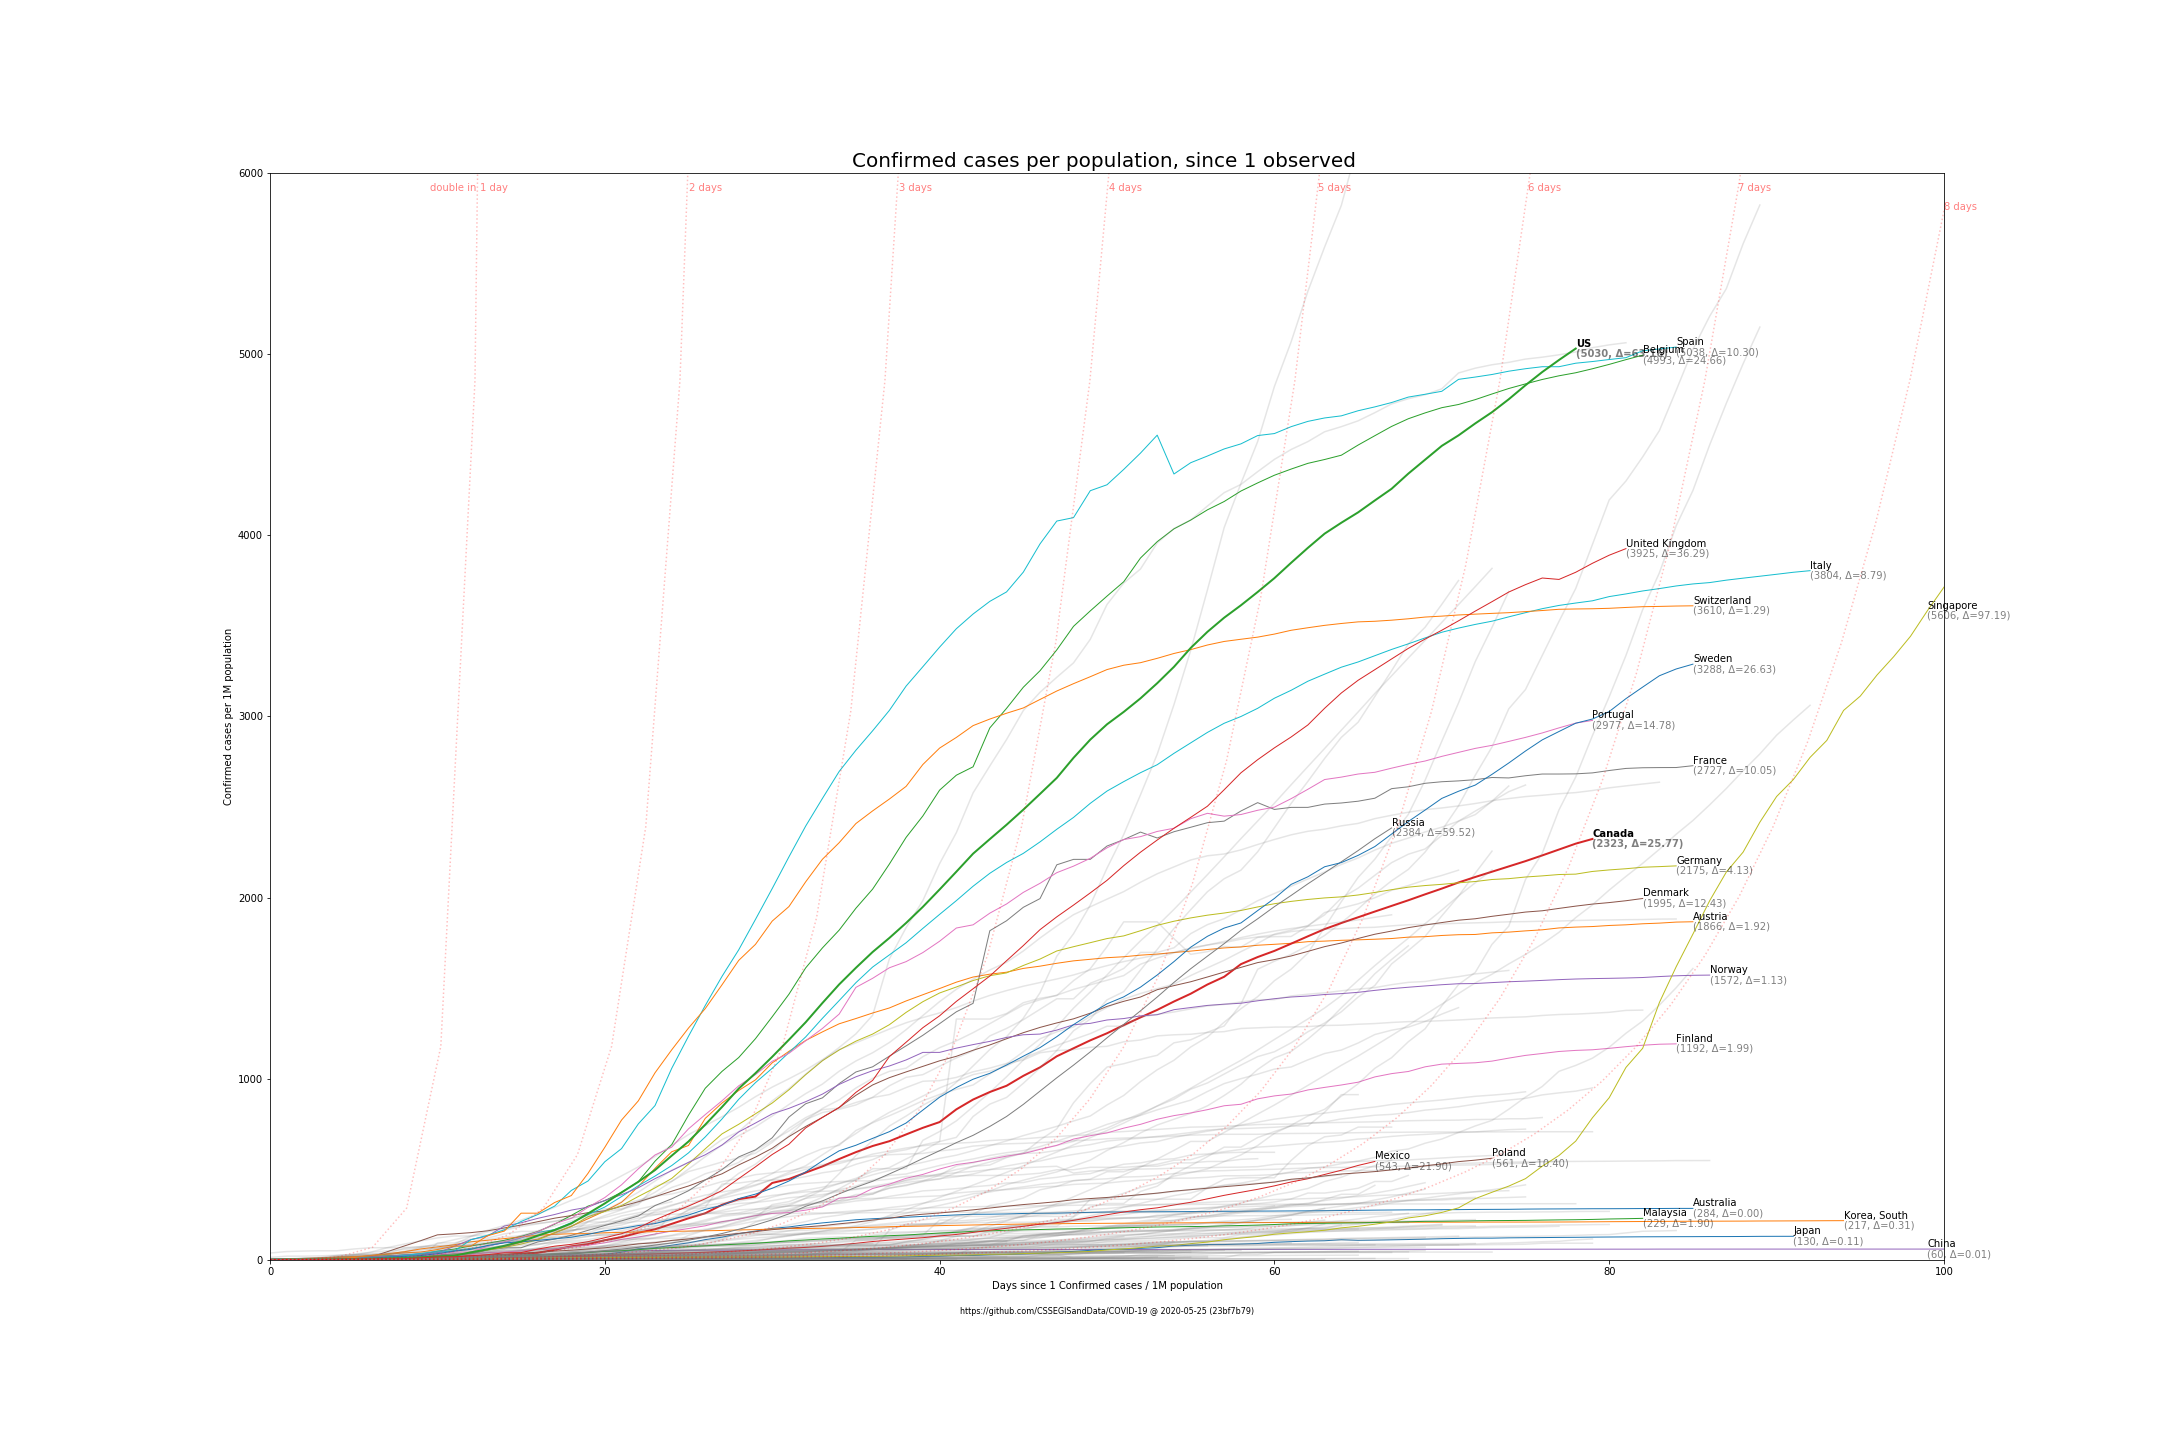 Confirmed cases per population, since 1 observed
6000
5000
4000
3000
2000
1000
0
Confirmed cases per 1M population
double in 1 day
2 days
3 days
4 days
5 days
6 days
7 days
8 days
US
(5030, Δ=63.16)
Belgium
(4993, Δ=24.66)
Spain
(5038, Δ=10.30)
United Kingdom
(3925, Δ=36.29)
Italy
(3804, Δ=8.79)
Switzerland
(3610, Δ=1.29)
Singapore
(5606, Δ=97.19)
Sweden
(3288, Δ=26.63)
Portugal
(2977, Δ=14.78)
France
(2727, Δ=10.05)
Russia
(2384, Δ=59.52)
Canada
(2323, Δ=25.77)
Germany
(2175, Δ=4.13)
Denmark
(1995, Δ=12.43)
Austria
(1866, Δ=1.92)
Norway
(1572, Δ=1.13)
Finland
(1192, Δ=1.99)
Mexico
(543, Δ=21.90)
Poland
(561, Δ=10.40)
Australia
(284, Δ=0.00)
Malaysia
(229, Δ=1.90)
Korea, South
(217, Δ=0.31)
Japan
(130, Δ=0.11)
China
(60, Δ=0.01)
0
20
40
60
80
100
Days since 1 Confirmed cases / 1M population
https://github.com/CSSEGISandData/COVID-19 @ 2020-05-25 (23bf7b79)